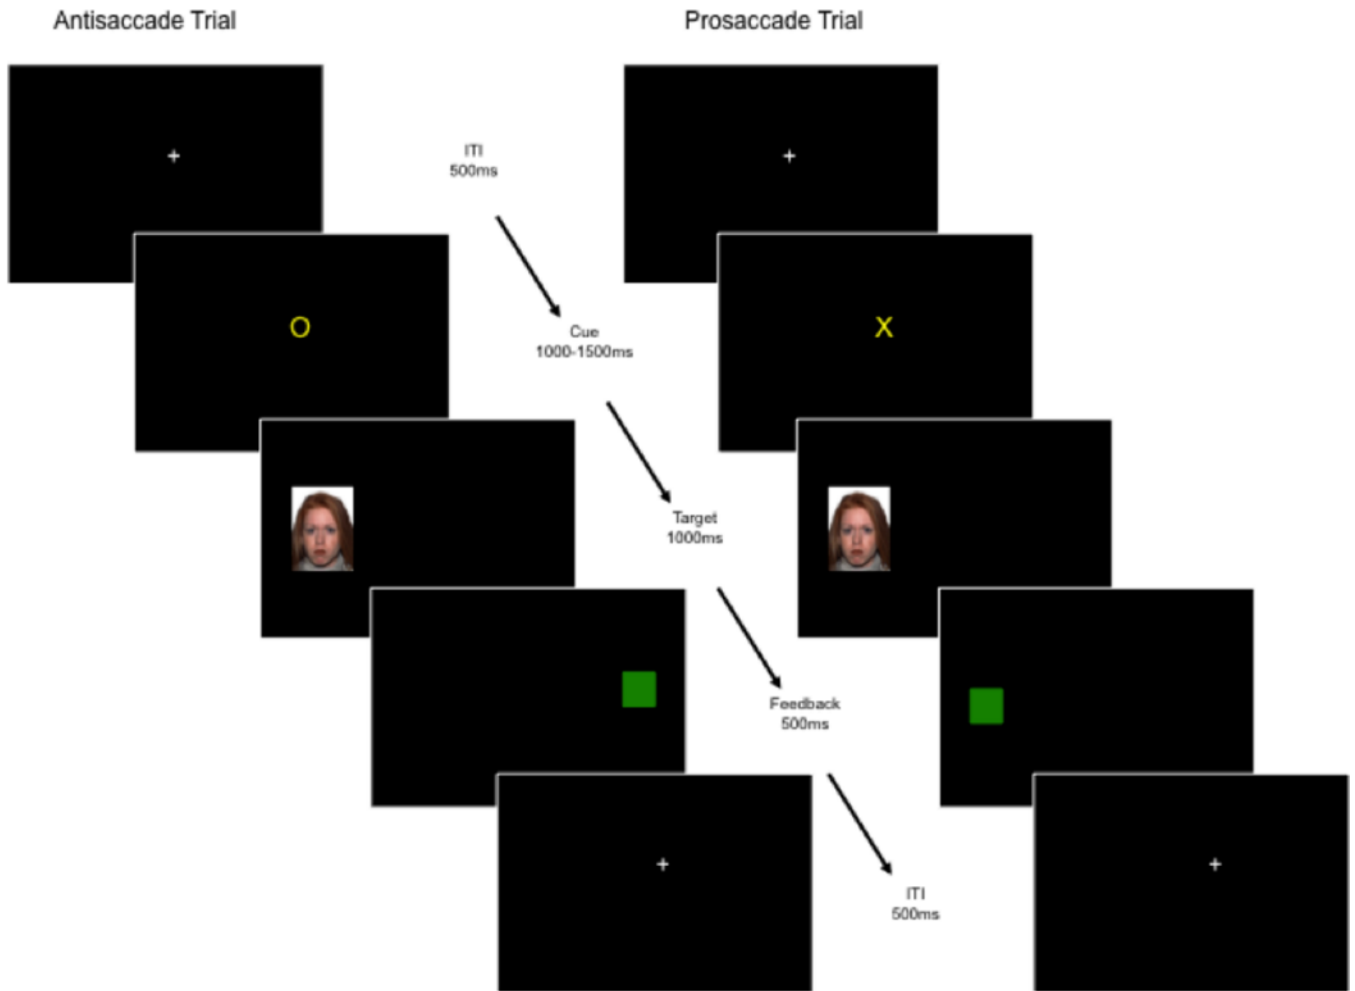 Antisaccade Trial
Prosaccade Trial
+
+
ITI
500ms
O
X
Cue
1000-1500ms
Target
1000ms
Feedback
500ms
+
+
ITI
500ms